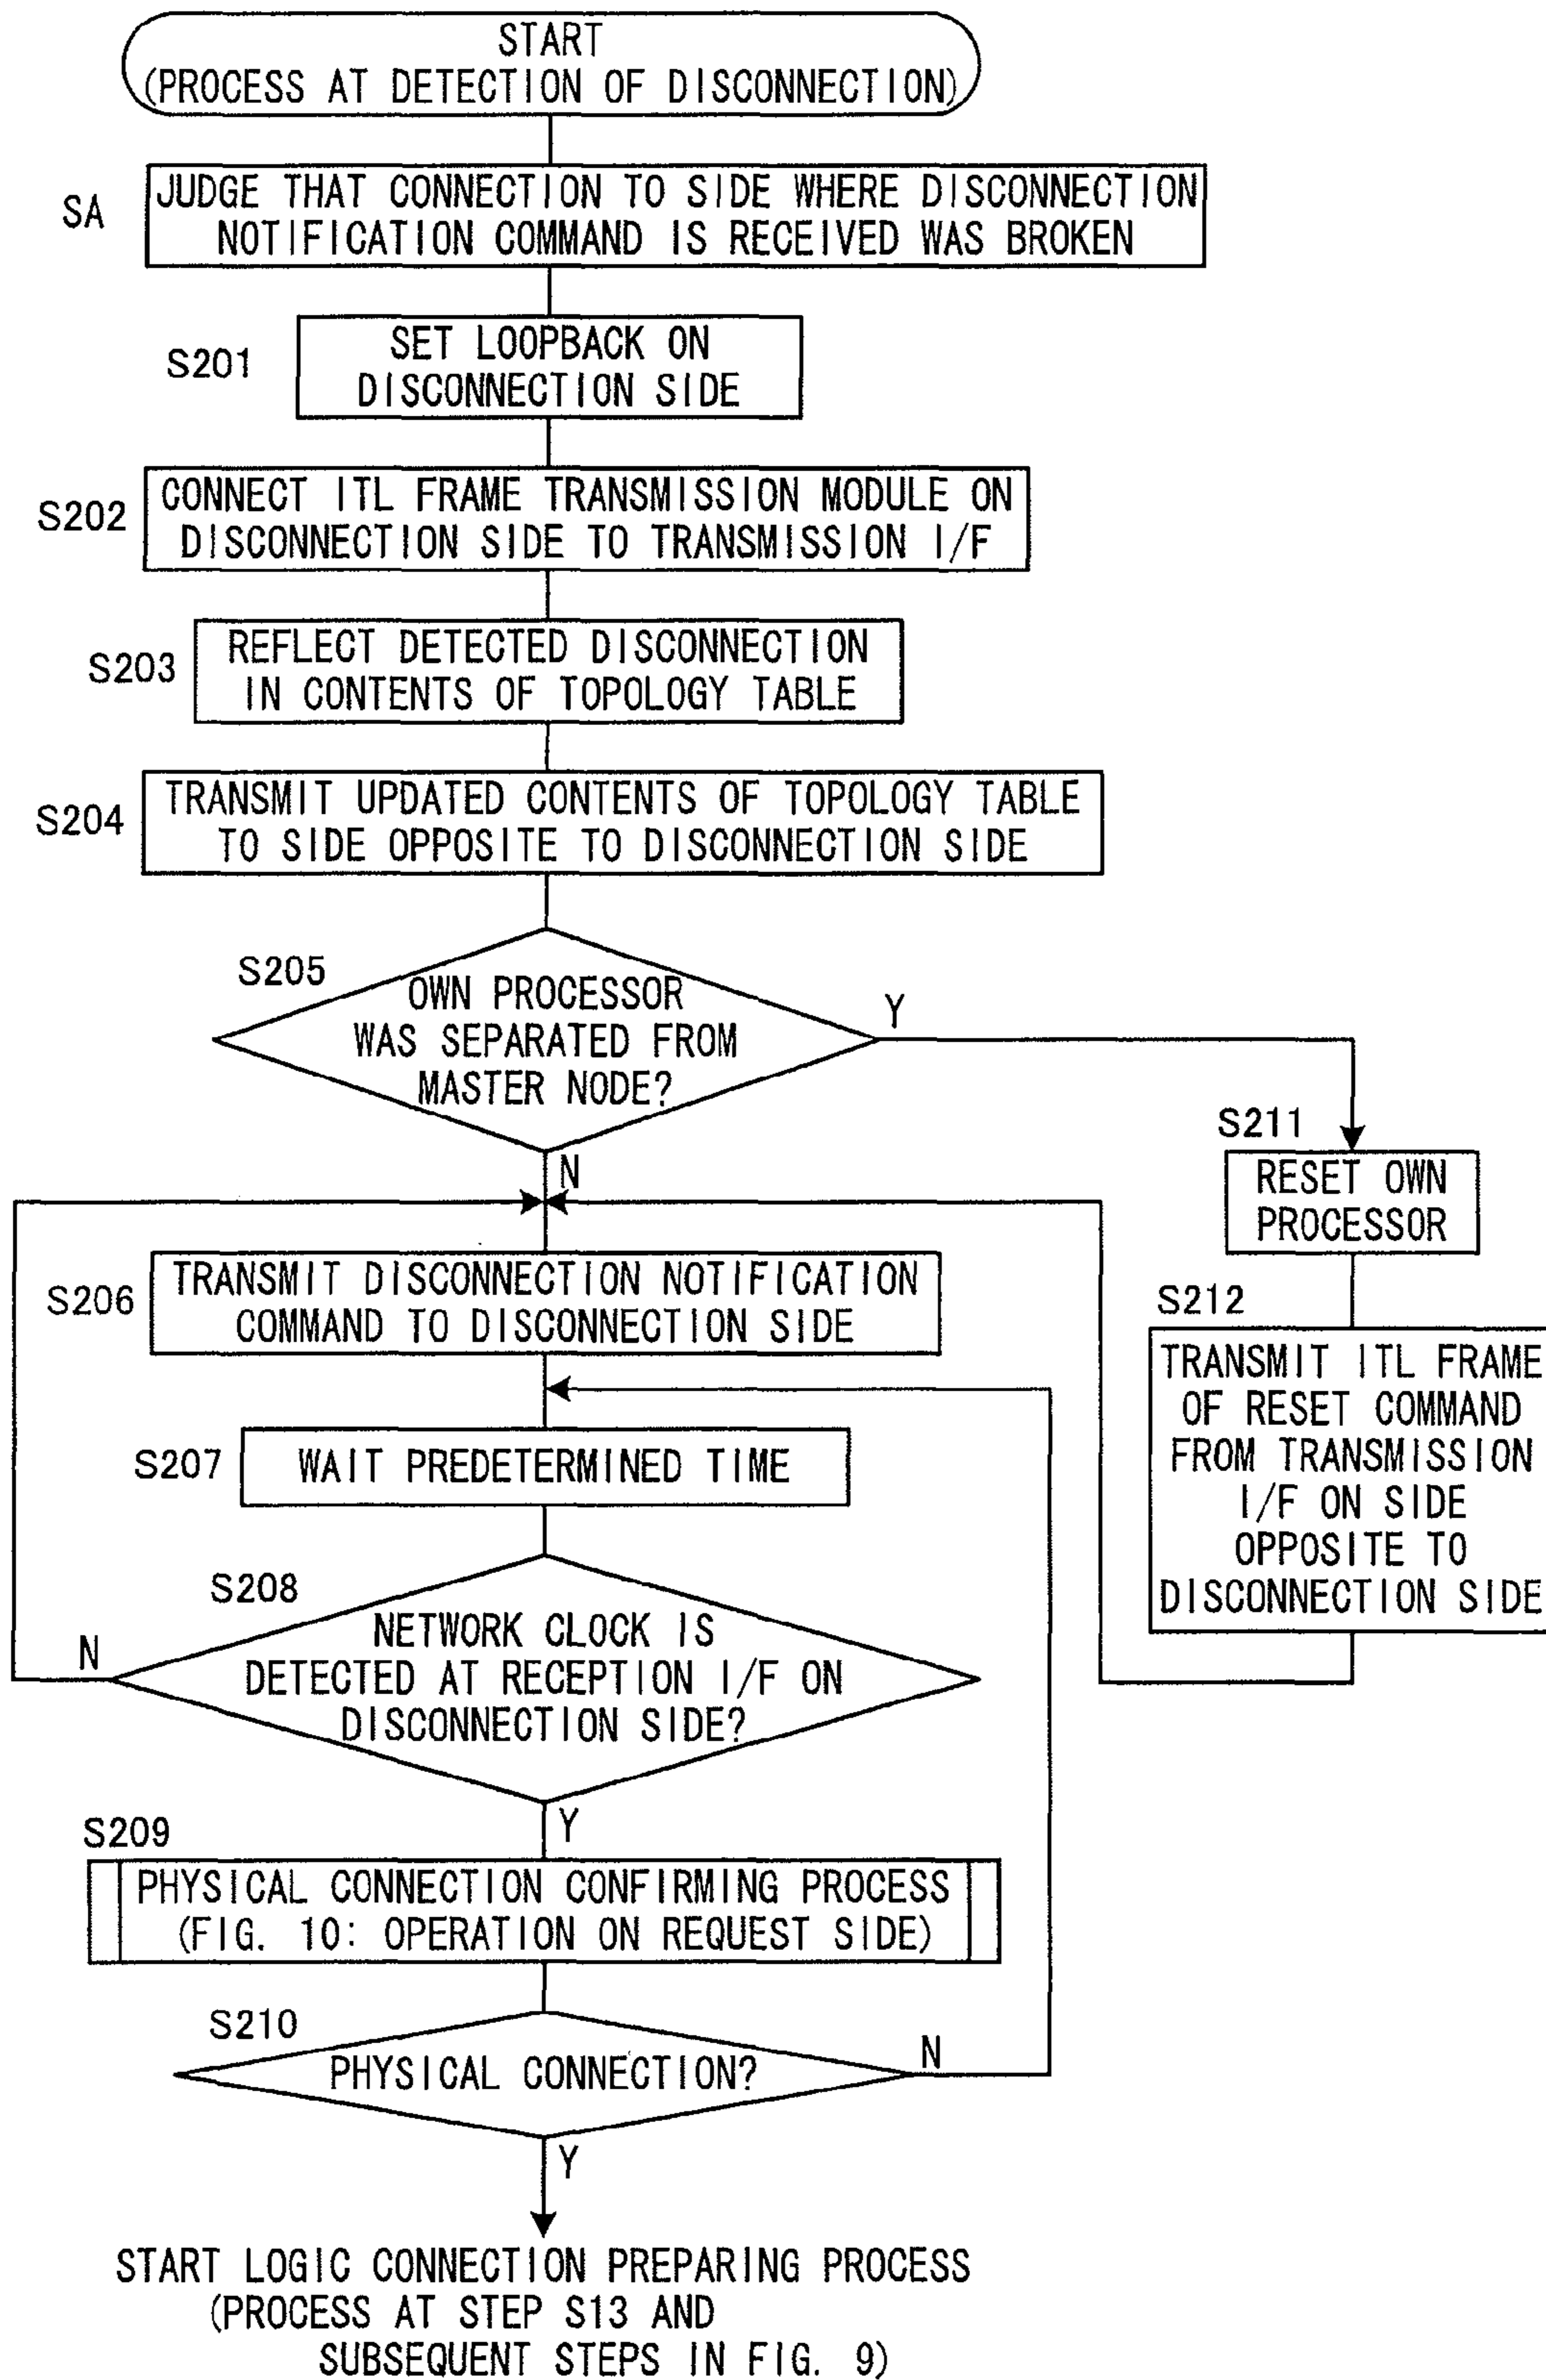 START
(PROCESS AT DETECTION OF DISCONNECTION)
SA
JUDGE THAT CONNECTION TO SIDE WHERE DISCONNECTION
NOTIFICATION COMMAND IS RECEIVED WAS BROKEN
S201
SET LOOPBACK ON
DISCONNECTION SIDE
S202
CONNECT ITL FRAME TRANSMISSION MODULE ON
DISCONNECTION SIDE TO TRANSMISSION I/F
S203
REFLECT DETECTED DISCONNECTION
IN CONTENTS OF TOPOLOGY TABLE
S204
TRANSMIT UPDATED CONTENTS OF TOPOLOGY TABLE
TO SIDE OPPOSITE TO DISCONNECTION SIDE
S205
OWN PROCESSOR
WAS SEPARATED FROM
MASTER NODE?
Y
N
S211
RESET OWN
PROCESSOR
S212
TRANSMIT ITL FRAME
OF RESET COMMAND
FROM TRANSMISSION
I/F ON SIDE
OPPOSITE TO
DISCONNECTION SIDE
S206
TRANSMIT DISCONNECTION NOTIFICATION
COMMAND TO DISCONNECTION SIDE
S207
WAIT PREDETERMINED TIME
S208
NETWORK CLOCK IS
DETECTED AT RECEPTION I/F ON
DISCONNECTION SIDE?
N
Y
S209
PHYSICAL CONNECTION CONFIRMING PROCESS
(FIG. 10: OPERATION ON REQUEST SIDE)
S210
PHYSICAL CONNECTION?
N
Y
START LOGIC CONNECTION PREPARING PROCESS
(PROCESS AT STEP S13 AND
SUBSEQUENT STEPS IN FIG. 9)